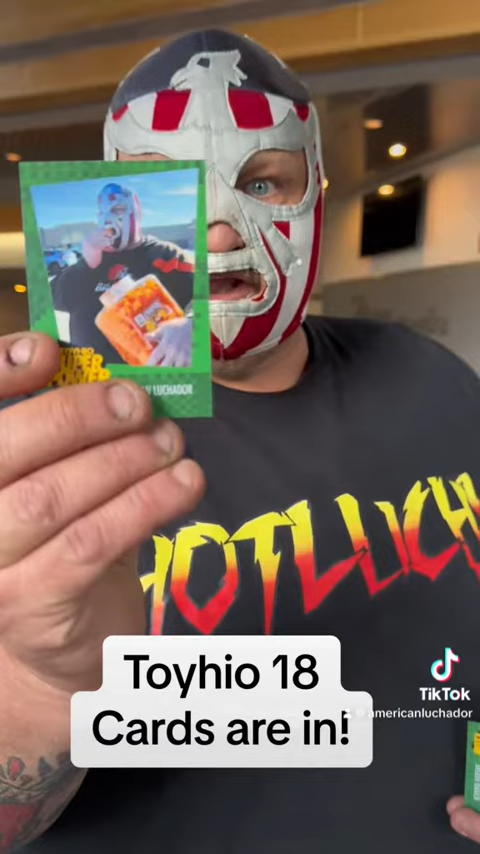 LUCHADOR
HOTLUCH
Toyhio 18
Cards are in!
TikTok
americanluchador